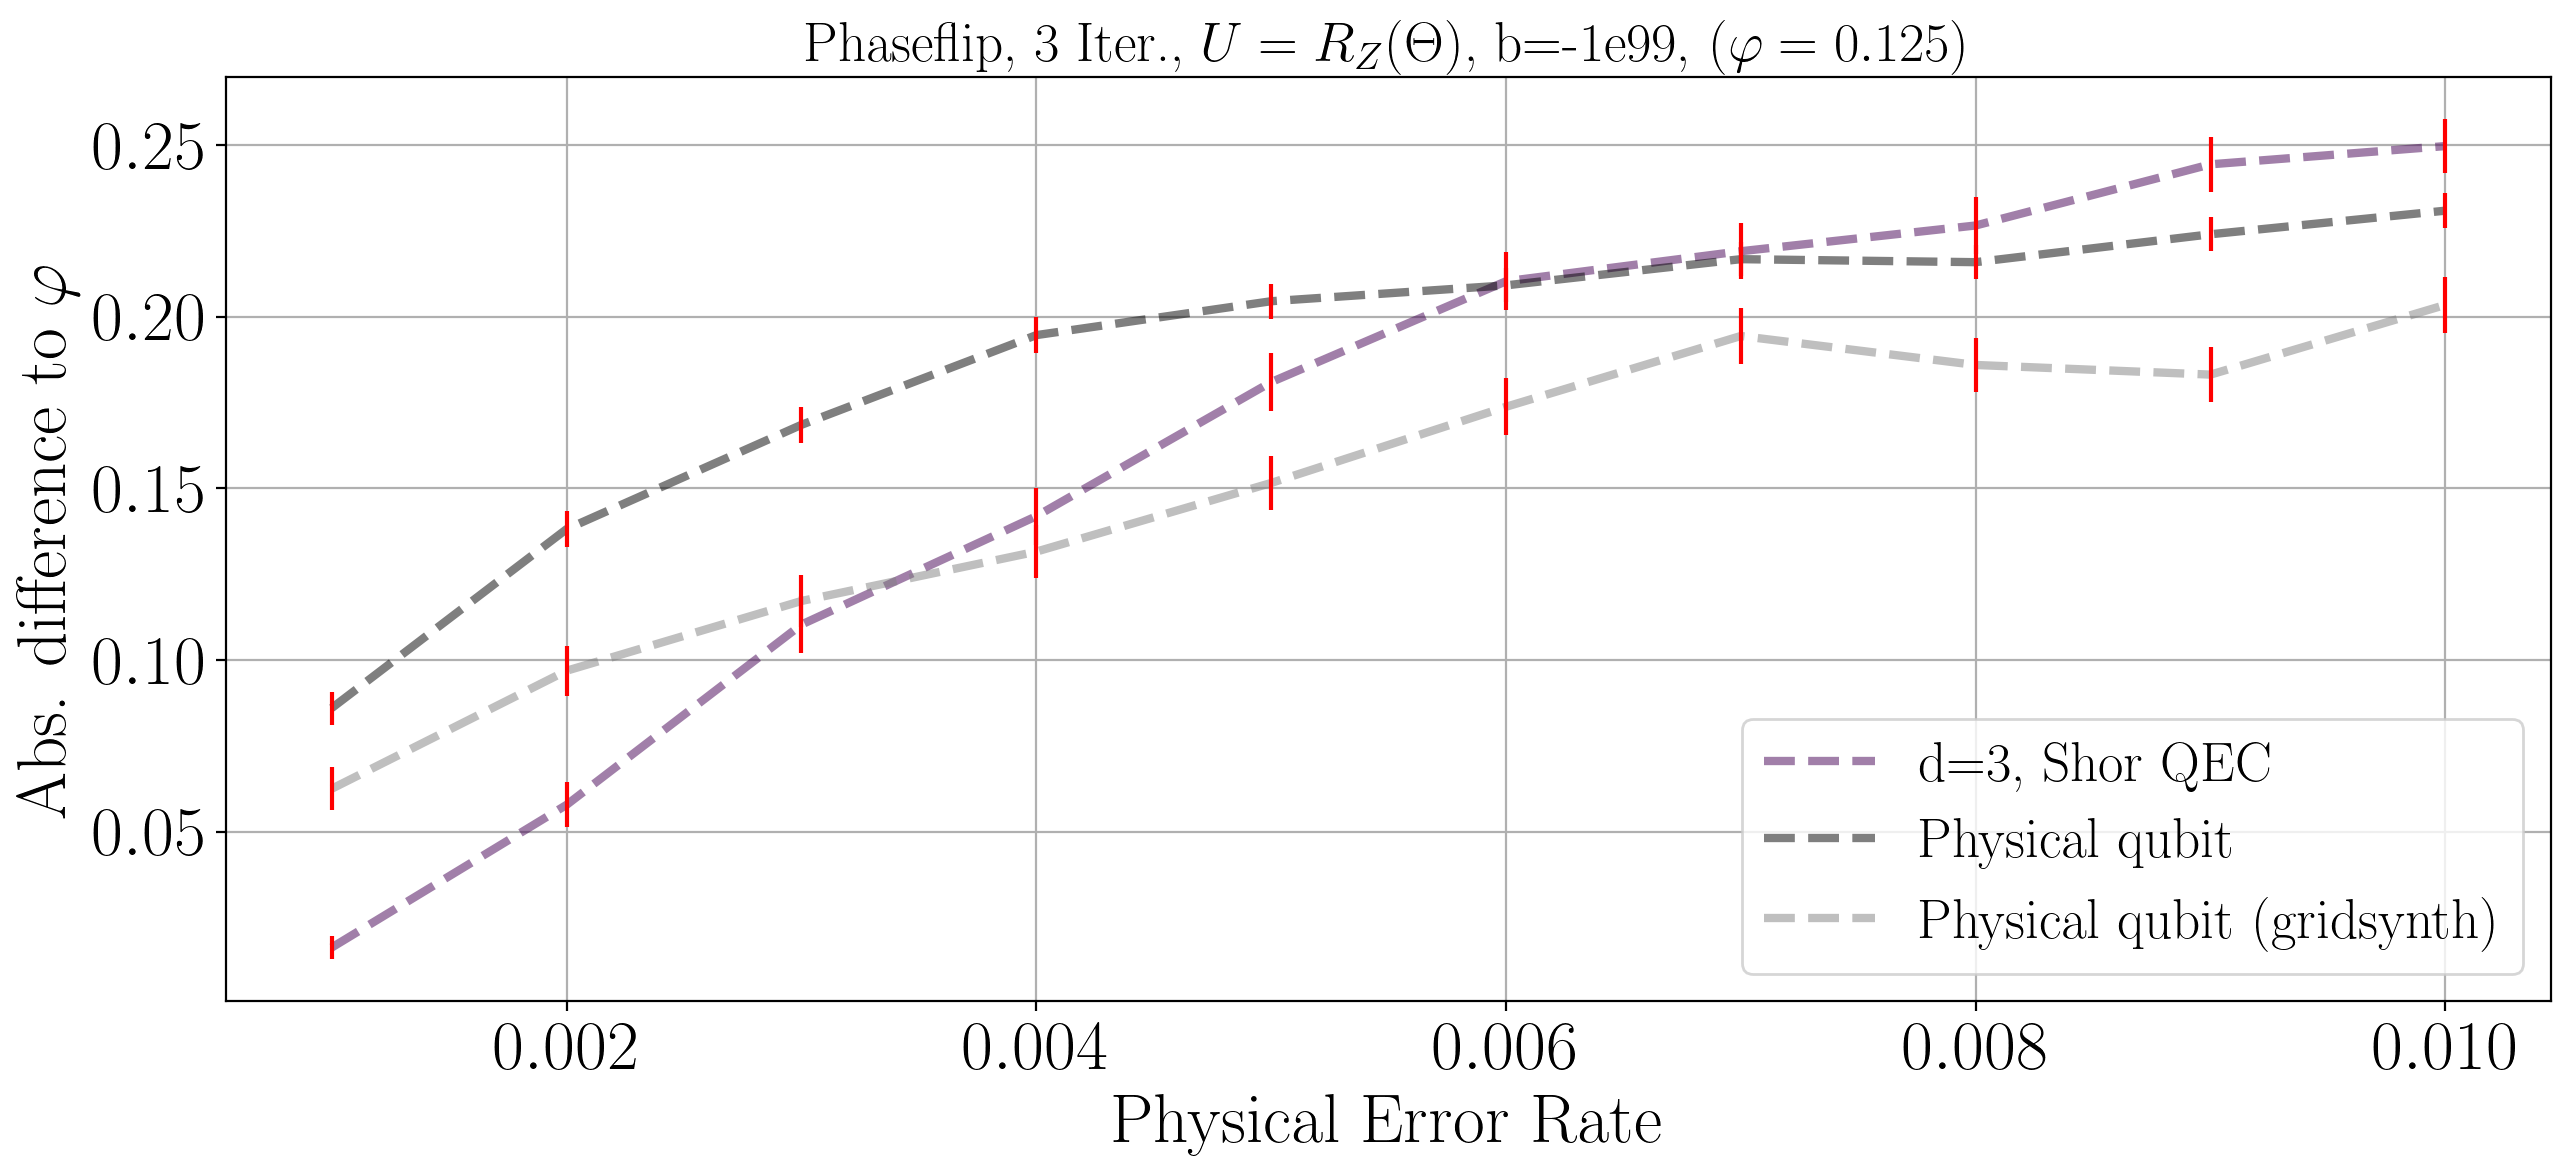 Phaseflip, 3 Iter., U = R_Z(Θ), b=-1e99, (φ = 0.125)
Abs. difference to φ
0.25
0.20
0.15
0.10
0.05
d=3, Shor QEC
Physical qubit
Physical qubit (gridsynth)
0.002 0.004 0.006 0.008 0.010
Physical Error Rate